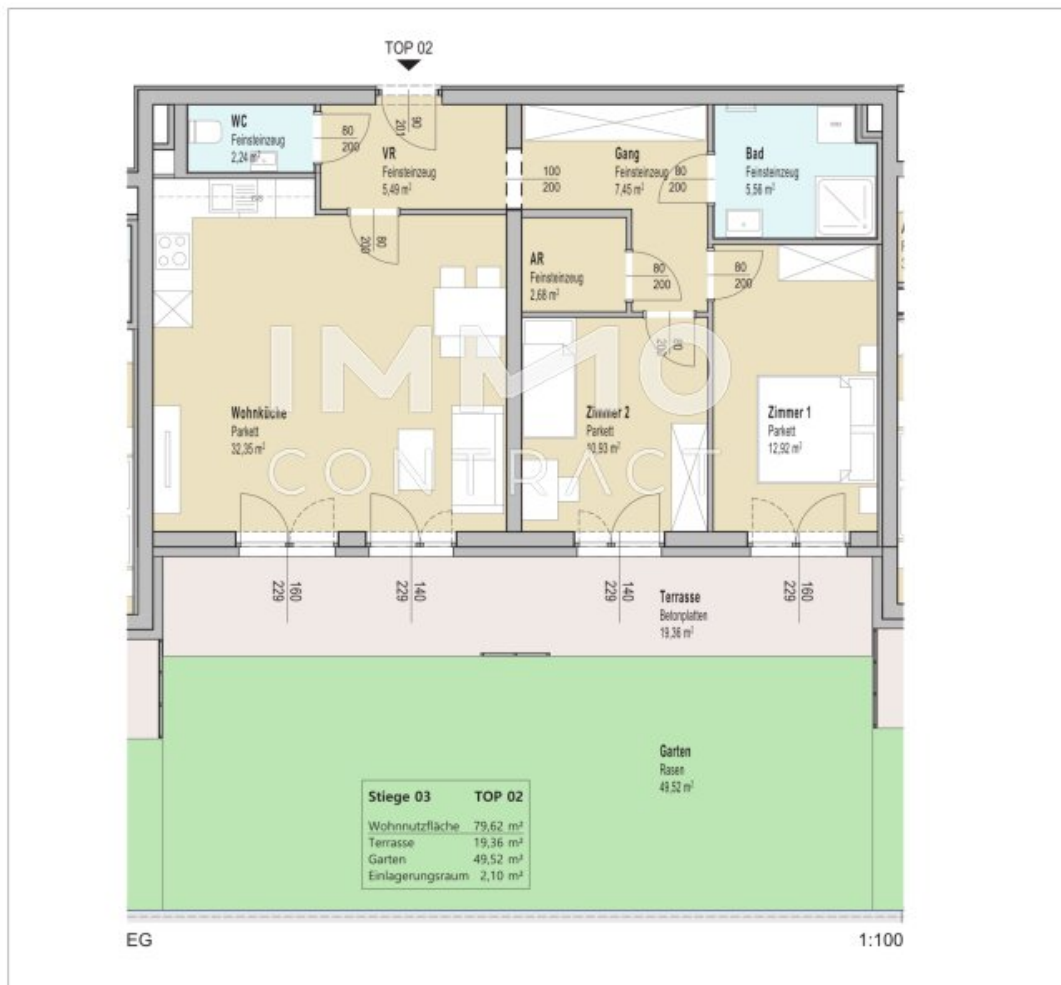 TOP 02
WC
Feinsteinzeug
2,24 m²
80
200
VR
Feinsteinzeug
5,49 m²
90
201
100
200
Gang
Feinsteinzeug
7,45 m²
80
200
Bad
Feinsteinzeug
5,56 m²
80
200
AR
Feinsteinzeug
2,68 m²
80
200
80
200
80
200
IMMO
CONTRACT
Wohnküche
Parkett
32,35 m²
Zimmer 2
Parkett
10,93 m²
Zimmer 1
Parkett
12,92 m²
160
229
140
229
140
229
160
229
Terrasse
Betonplatten
19,36 m²
Garten
Rasen
49,52 m²
Stiege 03 TOP 02
Wohnnutzfläche 79,62 m²
Terrasse 19,36 m²
Garten 49,52 m²
Einlagerungsraum 2,10 m²
EG
1:100